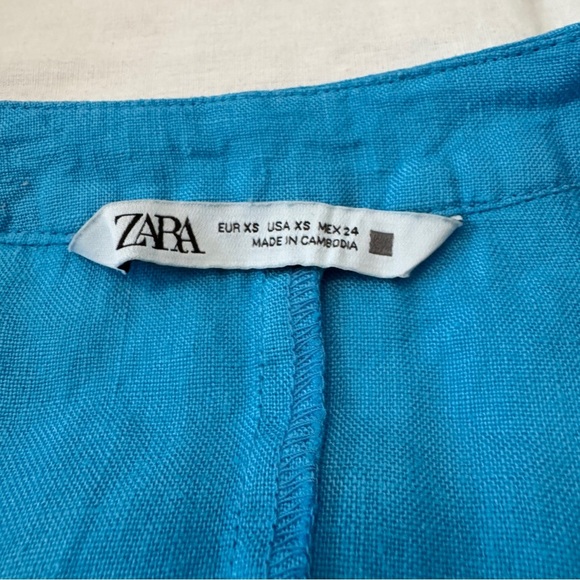 ZARA
EUR XS USA XS MEX 24
MADE IN CAMBODIA